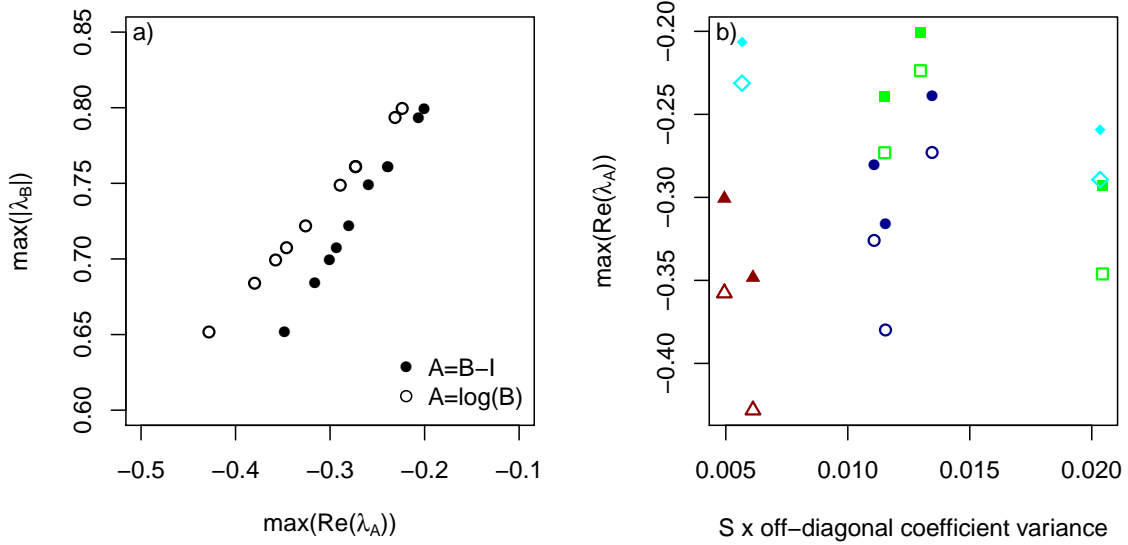 a)
max(|λB|)
0.85
0.80
0.75
0.70
0.65
0.60
A=B−I
A=log(B)
−0.5 −0.4 −0.3 −0.2 −0.1
max(Re(λA))
b)
max(Re(λA))
−0.20
−0.25
−0.30
−0.35
−0.40
0.005 0.010 0.015 0.020
S x off−diagonal coefficient variance